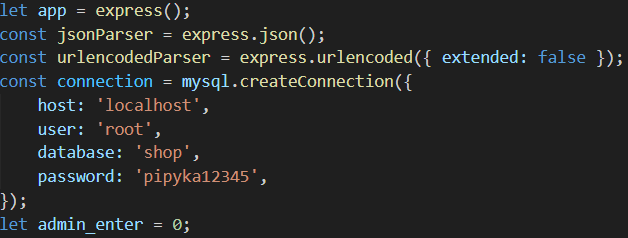 let app = express();
const jsonParser = express.json();
const urlencodedParser = express.urlencoded({ extended: false });
const connection = mysql.createConnection({
    host: 'localhost',
    user: 'root',
    database: 'shop',
    password: 'pipyka12345',
});
let admin_enter = 0;